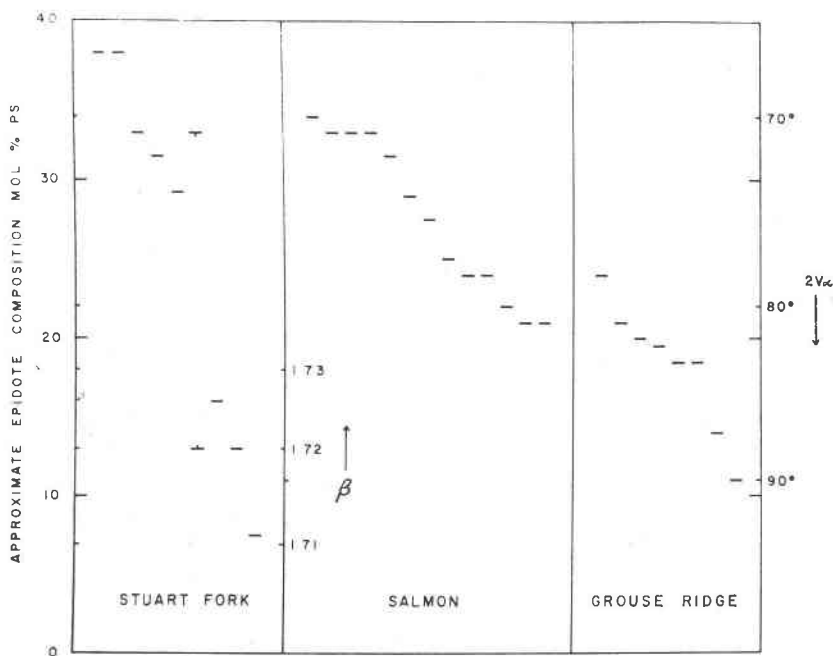 APPROXIMATE EPIDOTE COMPOSITION MOL % PS
40
30
20
10
0
1.73
1.72
1.71
β
70°
80°
90°
2V∝
STUART FORK
SALMON
GROUSE RIDGE